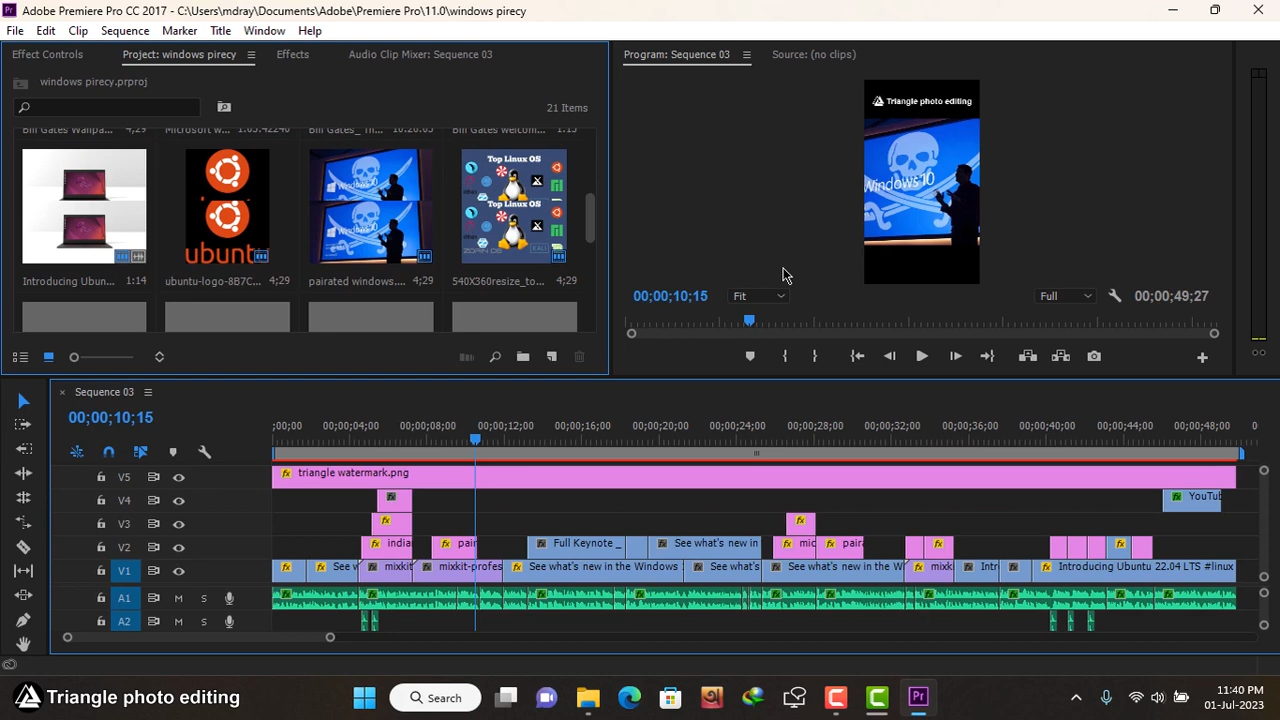 Adobe Premiere Pro CC 2017 - C:\Users\mdray\Documents\Adobe\Premiere Pro\11.0\windows pirecy
File Edit Clip Sequence Marker Title Window Help
Effect Controls Project: windows pirecy Effects Audio Clip Mixer: Sequence 03
Program: Sequence 03 Source: (no clips)
windows pirecy.prproj
21 Items
Triangle photo editing
Windows 10
Top Linux OS
ubuntu
KALI
Introducing Ubun... 1:14 ubuntu-logo-8B7C... 4;29 pairated windows.... 4;29 540X360resize_to... 4;29
00;00;10;15 Fit Full 00;00;49;27
Sequence 03
00;00;10;15
;00;00 00;00;04;00 00;00;08;00 00;00;12;00 00;00;16;00 00;00;20;00 00;00;24;00 00;00;28;00 00;00;32;00 00;00;36;00 00;00;40;00 00;00;44;00 00;00;48;00
V5 fx triangle watermark.png
V4 YouTub
V3
V2 india pair Full Keynote _ See what's new in mic paira
V1 See w mixkit mixkit-profes See what's new in the Windows See what's See what's new in the W mixk Intr Introducing Ubuntu 22.04 LTS #linux
A1 M S
A2 M S
Triangle photo editing
Search
11:40 PM
01-Jul-2023